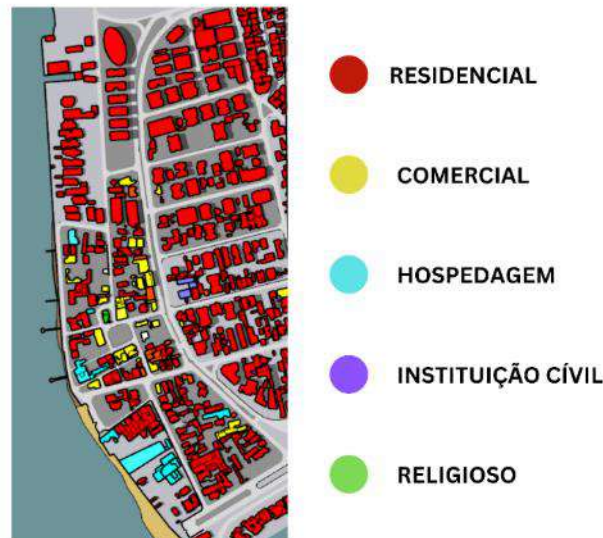 RESIDENCIAL
COMERCIAL
HOSPEDAGEM
INSTITUIÇÃO CÍVIL
RELIGIOSO